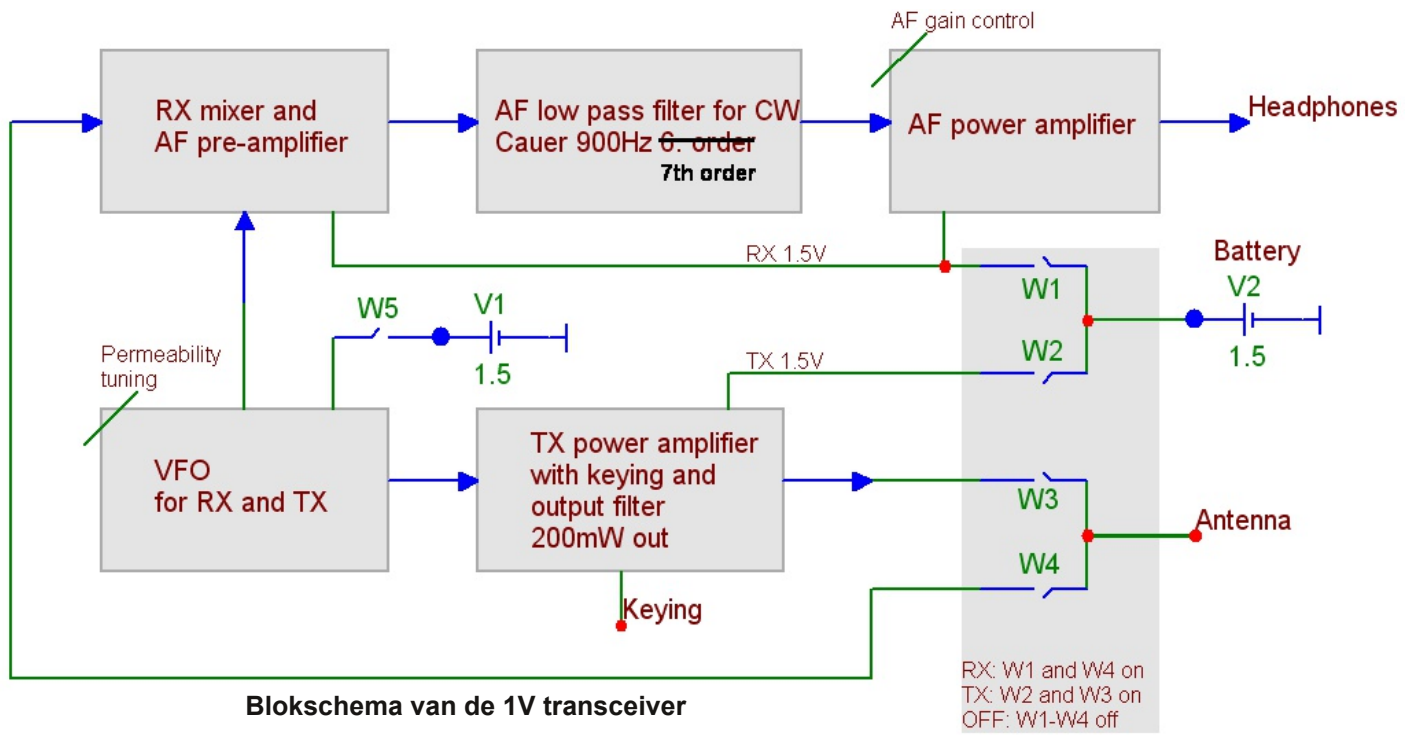 AF gain control
RX mixer and
AF pre-amplifier
AF low pass filter for CW
Cauer 900Hz 6. order
7th order
AF power amplifier
Headphones
RX 1.5V
W1
Battery
V2
1.5
W2
W5
V1
1.5
TX 1.5V
Permeability
tuning
VFO
for RX and TX
TX power amplifier
with keying and
output filter
200mW out
W3
Antenna
W4
Keying
RX: W1 and W4 on
TX: W2 and W3 on
OFF: W1-W4 off
Blokschema van de 1V transceiver